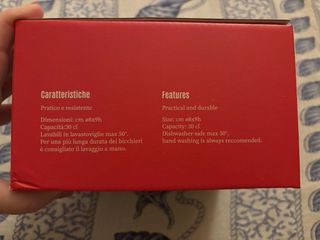 Caratteristiche
Pratico e resistente
Dimensioni: cm ø8x9h
Capacità:30 cl
Lavabili in lavastoviglie max 50°.
Per una più lunga durata dei bicchieri
è consigliato il lavaggio a mano.
Features
Practical and durable
Size: cm ø8x9h
Capacity: 30 cl
Dishwasher safe max 50°,
hand washing is always reccomended.